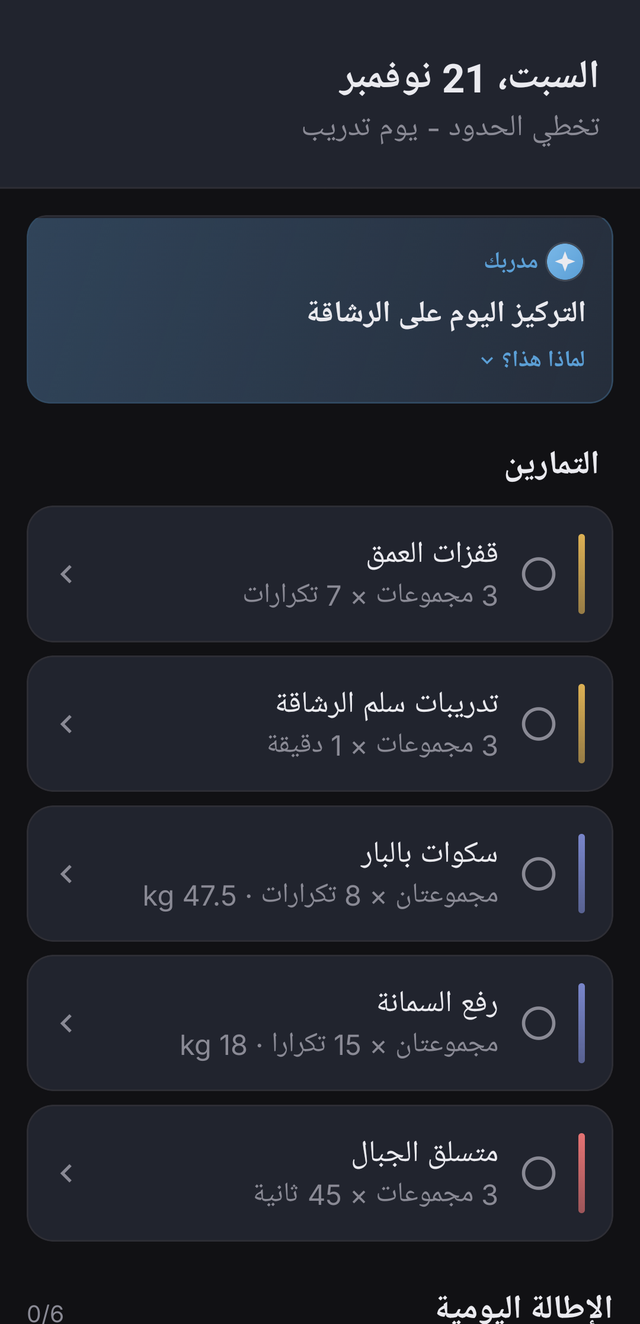 السبت، 21 نوفمبر
تخطي الحدود - يوم تدريب
مدربك
التركيز اليوم على الرشاقة
لماذا هذا؟
التمارين
قفزات العمق
3 مجموعات × 7 تكرارات
تدريبات سلم الرشاقة
3 مجموعات × 1 دقيقة
سكوات بالبار
مجموعتان × 8 تكرارات · 47.5 kg
رفع السمانة
مجموعتان × 15 تكرارا · 18 kg
متسلق الجبال
3 مجموعات × 45 ثانية
الإطالة اليومية
0/6